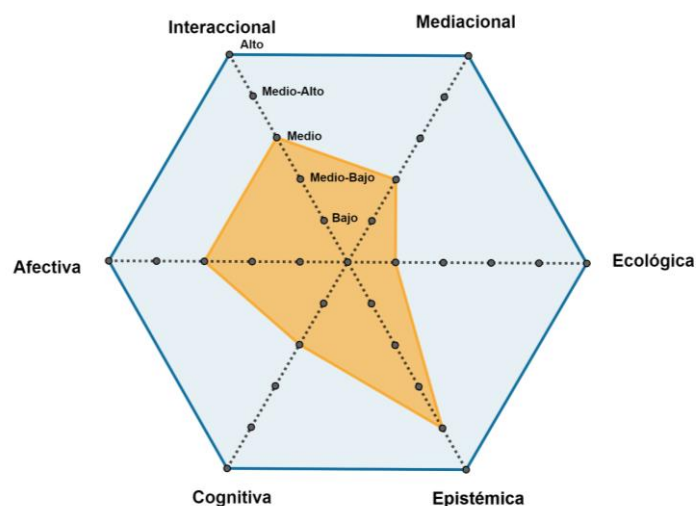 Interaccional
Mediacional
Alto
Medio-Alto
Medio
Medio-Bajo
Bajo
Afectiva
Ecológica
Cognitiva
Epistémica